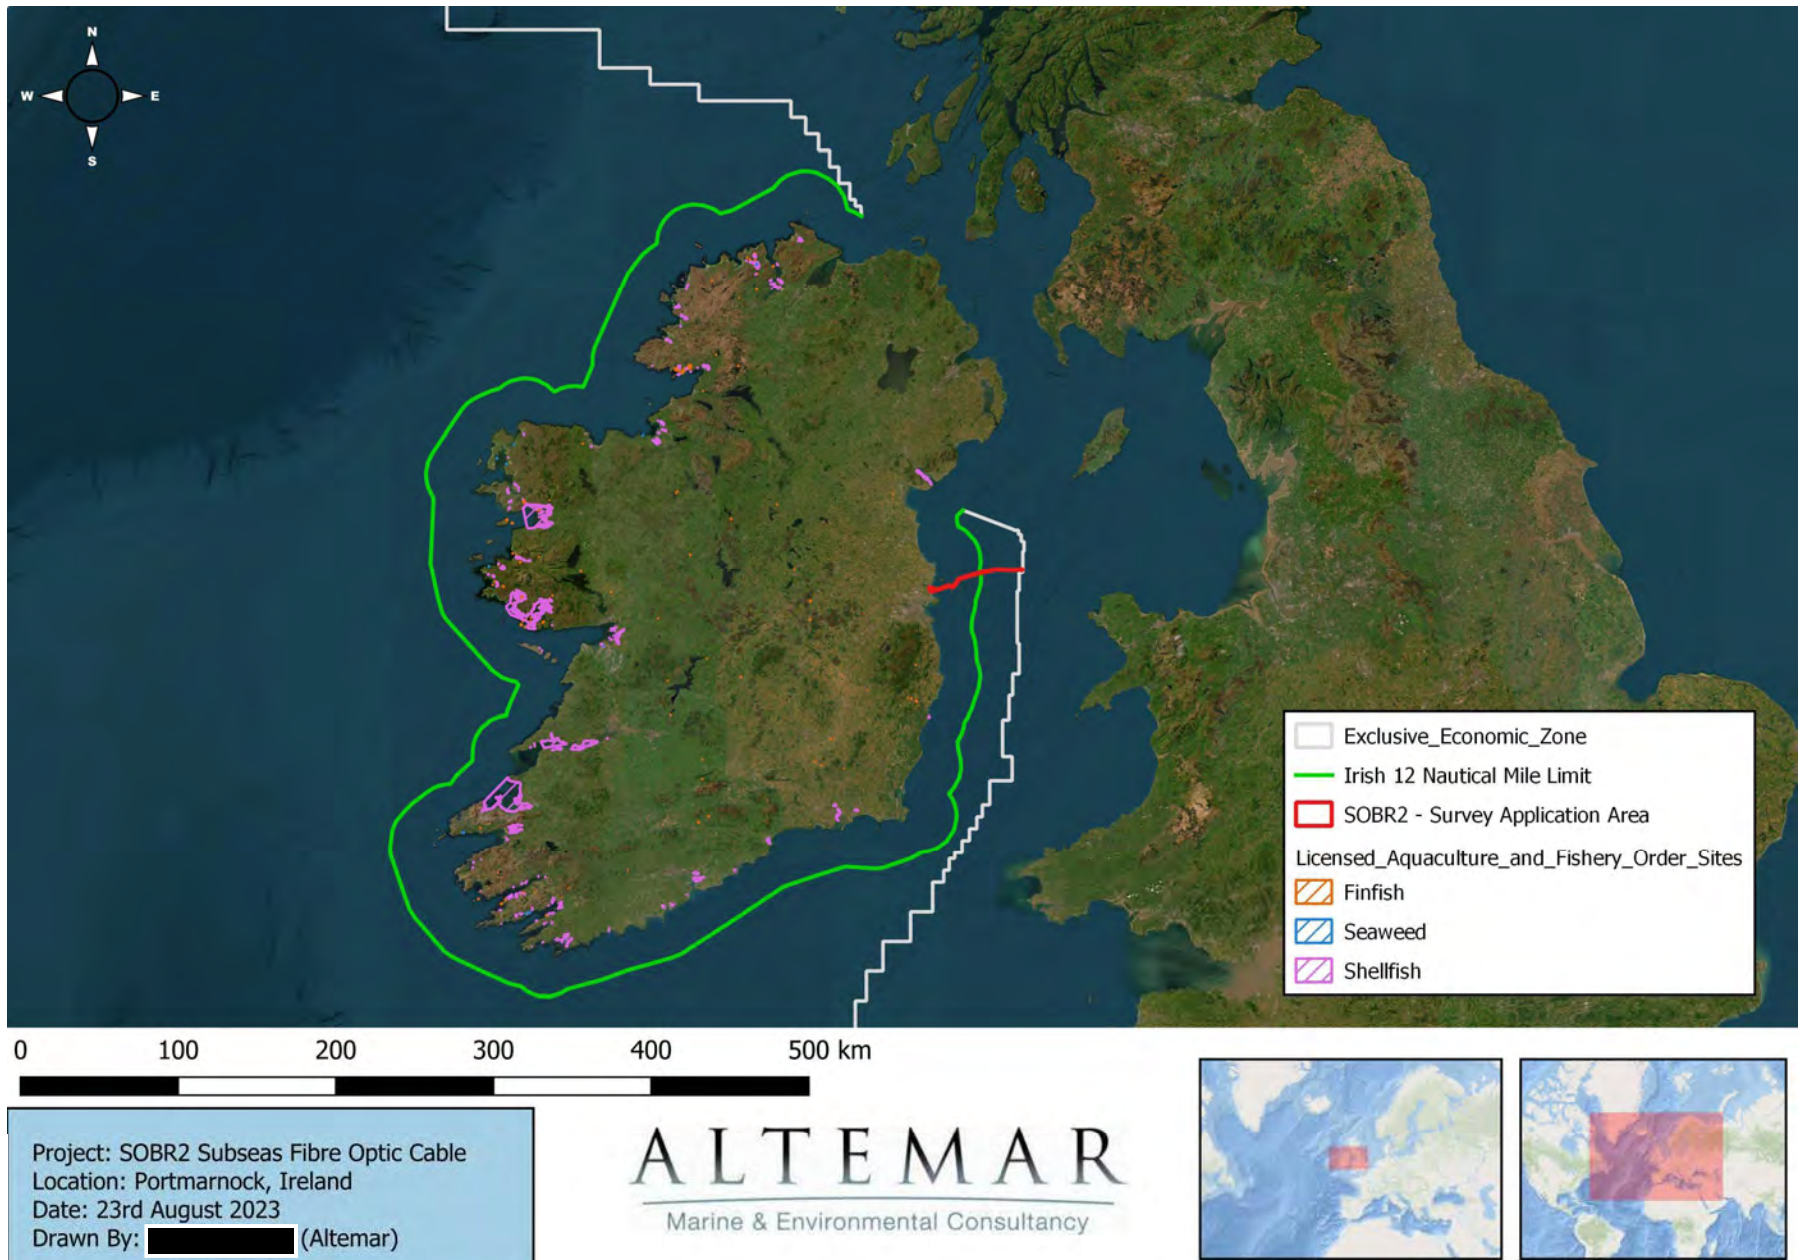 N
W E
S
Exclusive_Economic_Zone
Irish 12 Nautical Mile Limit
SOBR2 - Survey Application Area
Licensed_Aquaculture_and_Fishery_Order_Sites
Finfish
Seaweed
Shellfish
0 100 200 300 400 500 km
Project: SOBR2 Subseas Fibre Optic Cable
Location: Portmarnock, Ireland
Date: 23rd August 2023
Drawn By: (Altemar)
ALTEMAR
Marine & Environmental Consultancy